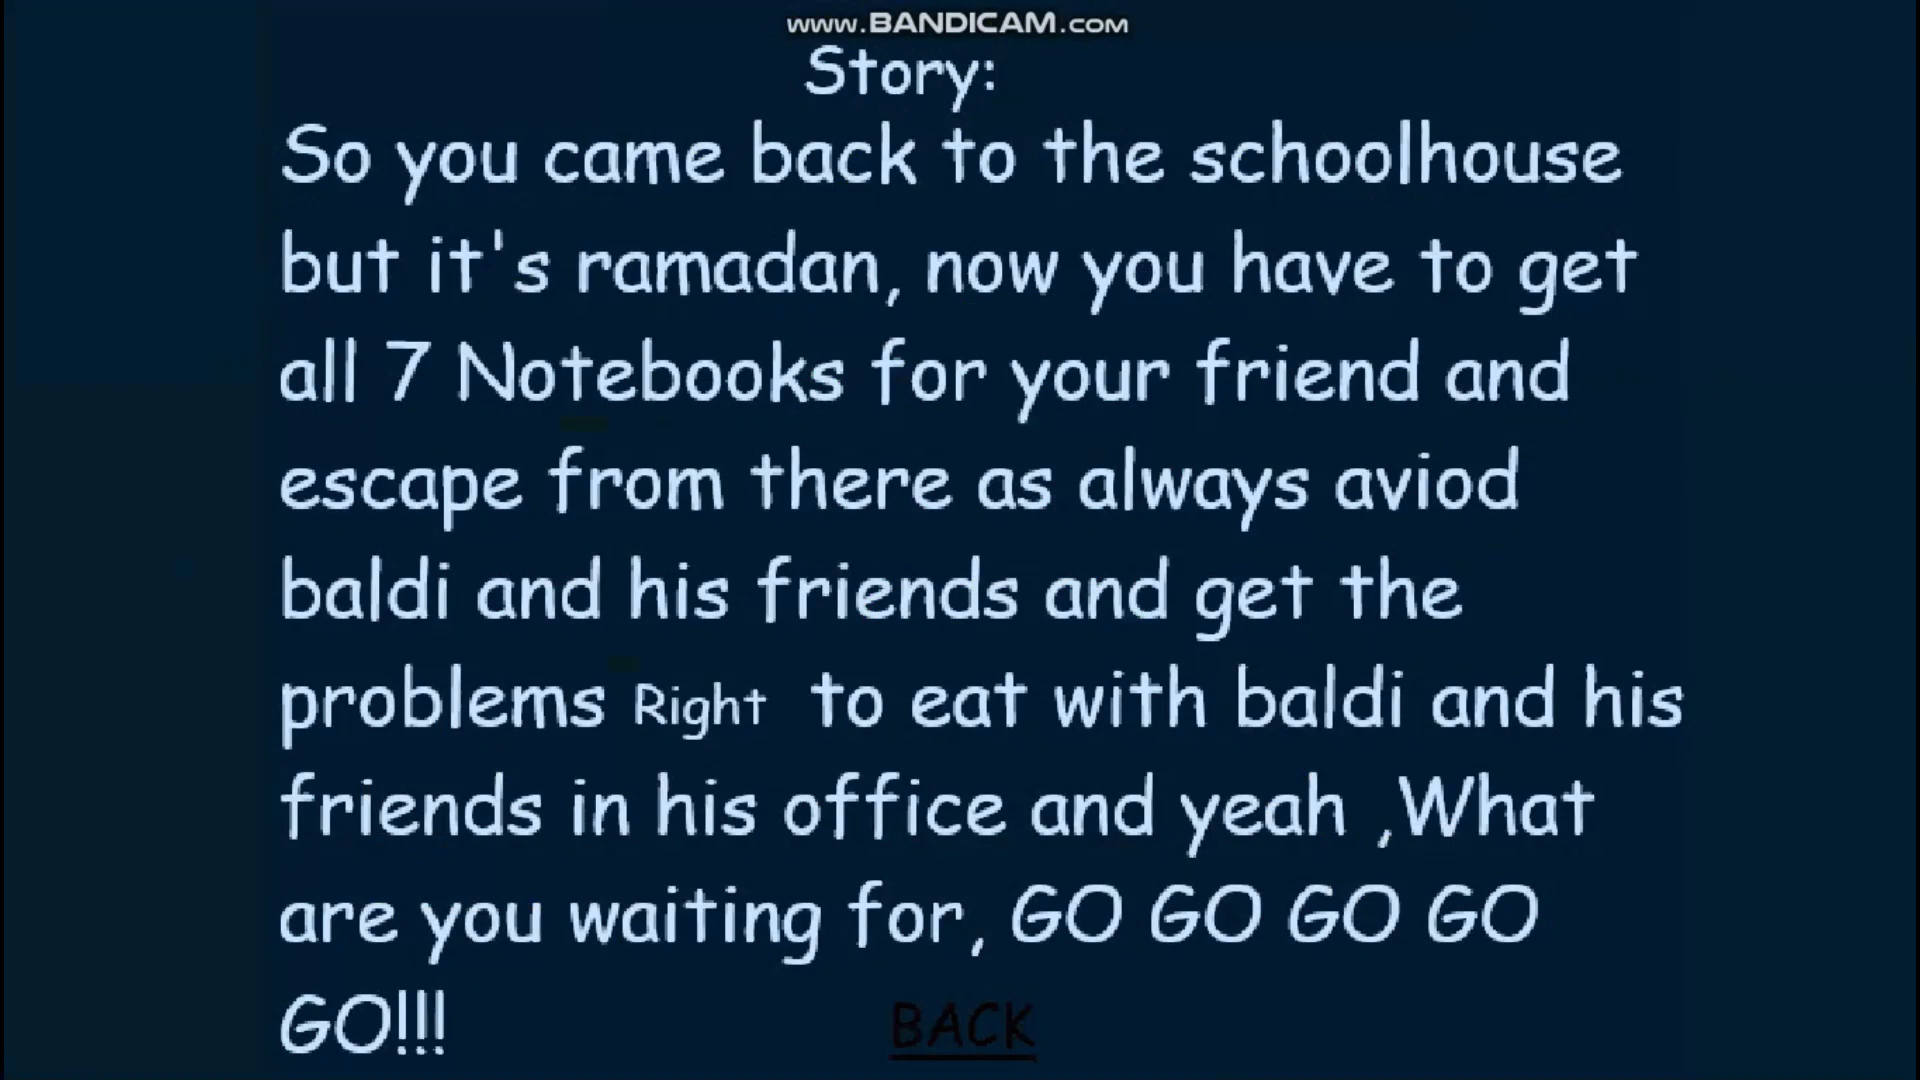 www.BANDICAM.COM
Story:
So you came back to the schoolhouse
but it's ramadan, now you have to get
all 7 Notebooks for your friend and
escape from there as always aviod
baldi and his friends and get the
problems Right to eat with baldi and his
friends in his office and yeah ,What
are you waiting for, GO GO GO GO
GO!!!
BACK